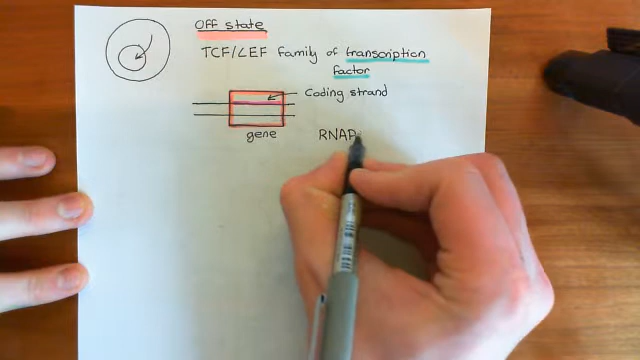 Off state
TCF/LEF family of transcription
factor
Coding strand
gene
RNAP